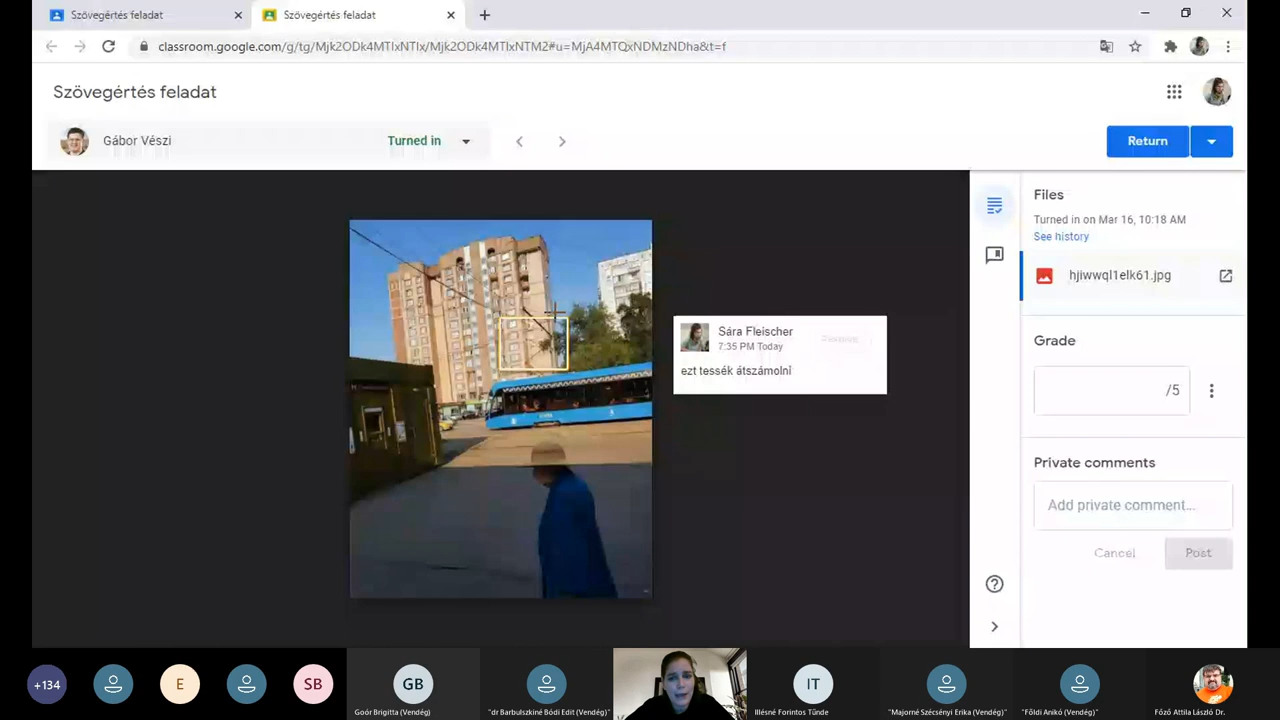 Szövegértés feladat
Szövegértés feladat
classroom.google.com/g/tg/Mjk2ODk4MTIxNTIx/Mjk2ODk4MTIxNTM2#u=MjA4MTQxNDMzNDha&t=f
Szövegértés feladat
Gábor Vészi
Turned in
Return
Files
Turned in on Mar 16, 10:18 AM
See history
hjiwwql1elk61.jpg
Sára Fleischer
7:35 PM Today
Resolve
ezt tessék átszámolni
Grade
/5
Private comments
Add private comment...
Cancel
Post
+134
E
SB
GB
IT
Goór Brigitta (Vendég)
"dr Barbulszkiné Bódi Edit (Vendég)"
Illésné Forintos Tünde
"Majorné Szécsényi Erika (Vendég)"
"Földi Anikó (Vendég)"
Főző Attila László Dr.